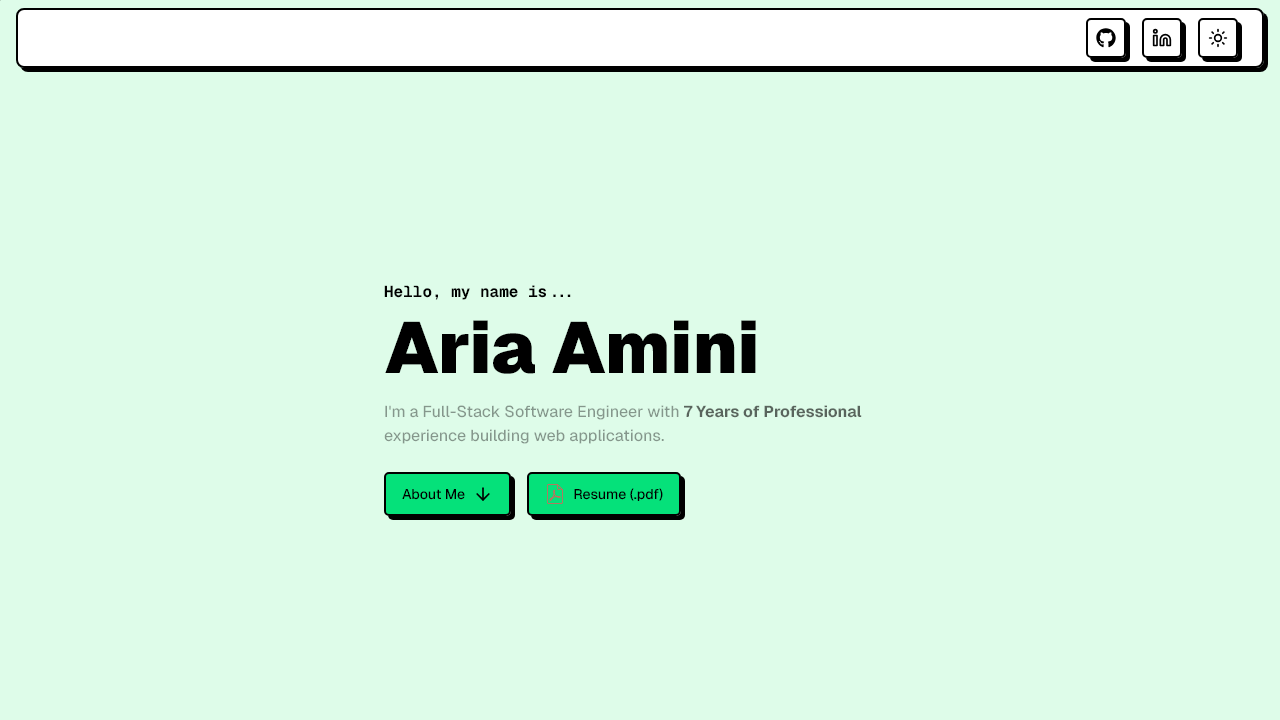 Hello, my name is...
Aria Amini
I'm a Full-Stack Software Engineer with 7 Years of Professional
experience building web applications.
About Me
Resume (.pdf)